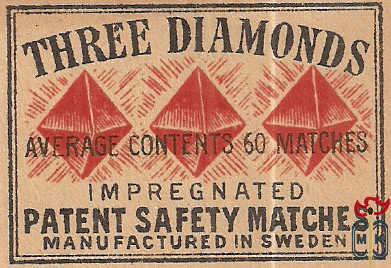 THREE DIAMONDS
AVERAGE CONTENTS 60 MATCHES
IMPREGNATED
PATENT SAFETY MATCHE
MANUFACTURED IN SWEDEN
M